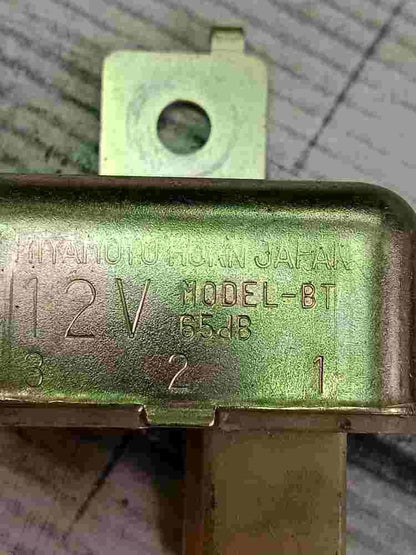 MIYAMOTO HORN JAPAN
12V MODEL-BT
65dB
3 2 1